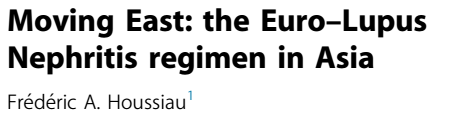 Moving East: the Euro–Lupus
Nephritis regimen in Asia
Frédéric A. Houssiau1